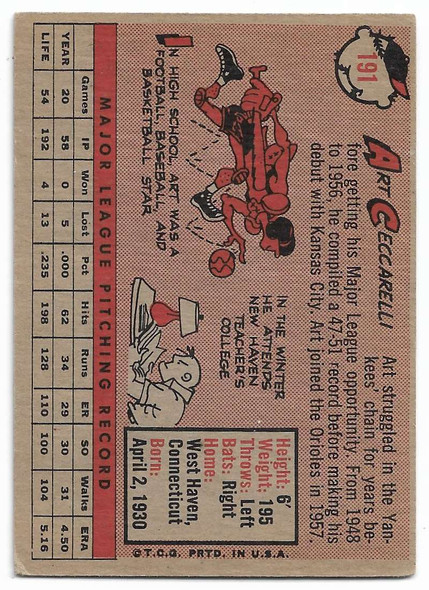 191
ART CECCARELLI
Art struggled in the Yan-
kees' chain for years be-
fore getting his Major League opportunity. From 1948
to 1956, he compiled a 47-51 record before making his
debut with Kansas City. Art joined the Orioles in 1957.
IN HIGH SCHOOL, ART WAS A
FOOTBALL, BASEBALL, AND
BASKETBALL STAR
IN THE WINTER
HE ATTENDS
NEW HAVEN
TEACHER'S
COLLEGE
Height: 6'
Weight: 195
Throws: Left
Bats: Right
Home:
West Haven,
Connecticut
Born:
April 2, 1930
©T.C.G. PRTD. IN U.S.A.
MAJOR LEAGUE PITCHING RECORD
Games IP Won Lost Pct Hits Runs ER SO Walks ERA
YEAR 20 58 0 5 .000 62 34 29 30 31 4.50
LIFE 54 192 4 13 .235 198 128 110 100 104 5.16